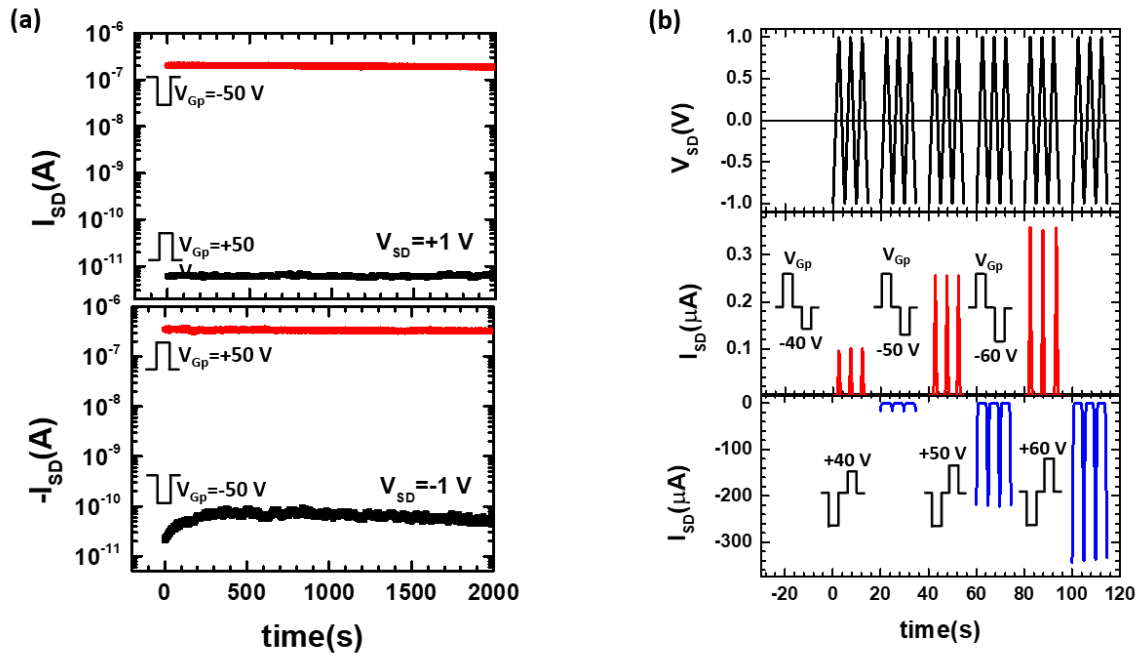 (a)
10⁻⁶
10⁻⁷
10⁻⁸
10⁻⁹
10⁻¹⁰
10⁻¹¹
I_SD(A)
V_Gp=-50 V
V_Gp=+50
V
V_SD=+1 V
10⁻⁶
10⁻⁷
10⁻⁸
10⁻⁹
10⁻¹⁰
10⁻¹¹
-I_SD(A)
V_Gp=+50 V
V_Gp=-50 V
V_SD=-1 V
0 500 1000 1500 2000
time(s)
(b)
1.0
0.5
0.0
-0.5
-1.0
V_SD(V)
0.3
0.2
0.1
I_SD(μA)
V_Gp V_Gp V_Gp
-40 V -50 V -60 V
0
-100
-200
-300
I_SD(μA)
+40 V +50 V +60 V
-20 0 20 40 60 80 100 120
time(s)